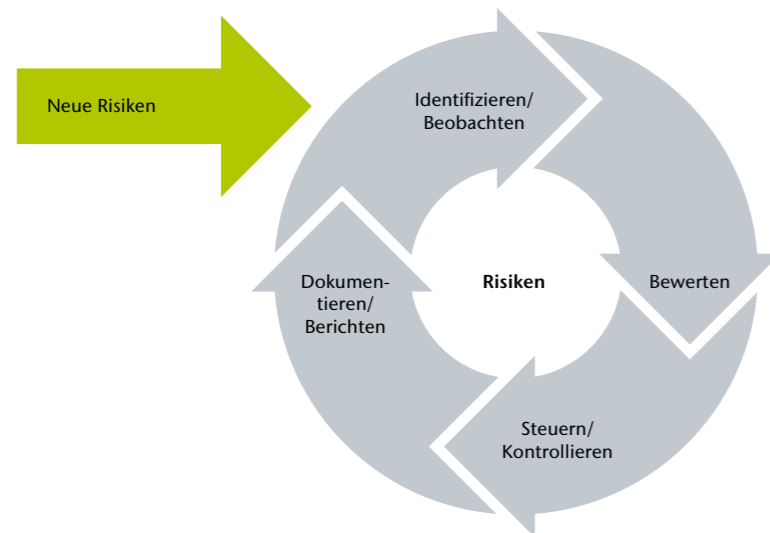 Neue Risiken
Identifizieren/
Beobachten
Bewerten
Steuern/
Kontrollieren
Dokumen-
tieren/
Berichten
Risiken